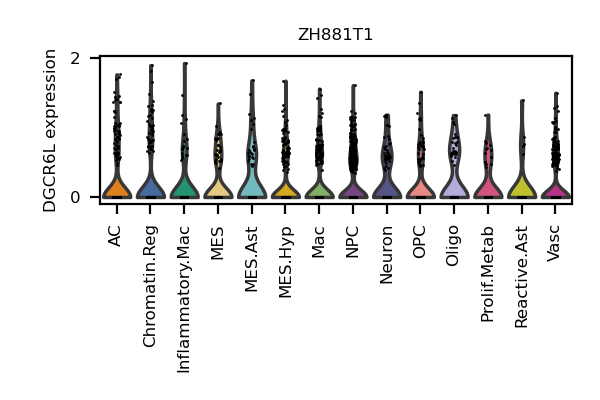 ZH881T1
DGCR6L expression
2
0
AC
Chromatin.Reg
Inflammatory.Mac
MES
MES.Ast
MES.Hyp
Mac
NPC
Neuron
OPC
Oligo
Prolif.Metab
Reactive.Ast
Vasc